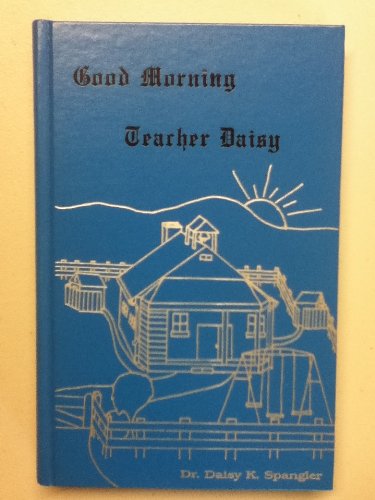 Good Morning
Teacher Daisy
Dr. Daisy K. Spangler